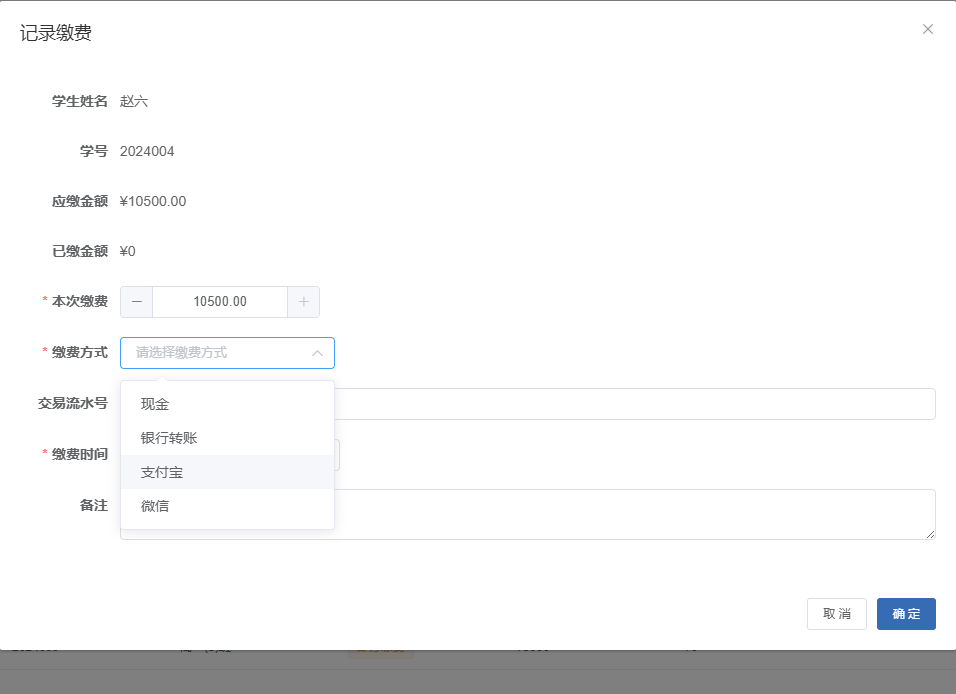 记录缴费
学生姓名 赵六
学号 2024004
应缴金额 ¥10500.00
已缴金额 ¥0
* 本次缴费 10500.00
* 缴费方式 请选择缴费方式
交易流水号
现金
银行转账
* 缴费时间
支付宝
备注
微信
取消 确定